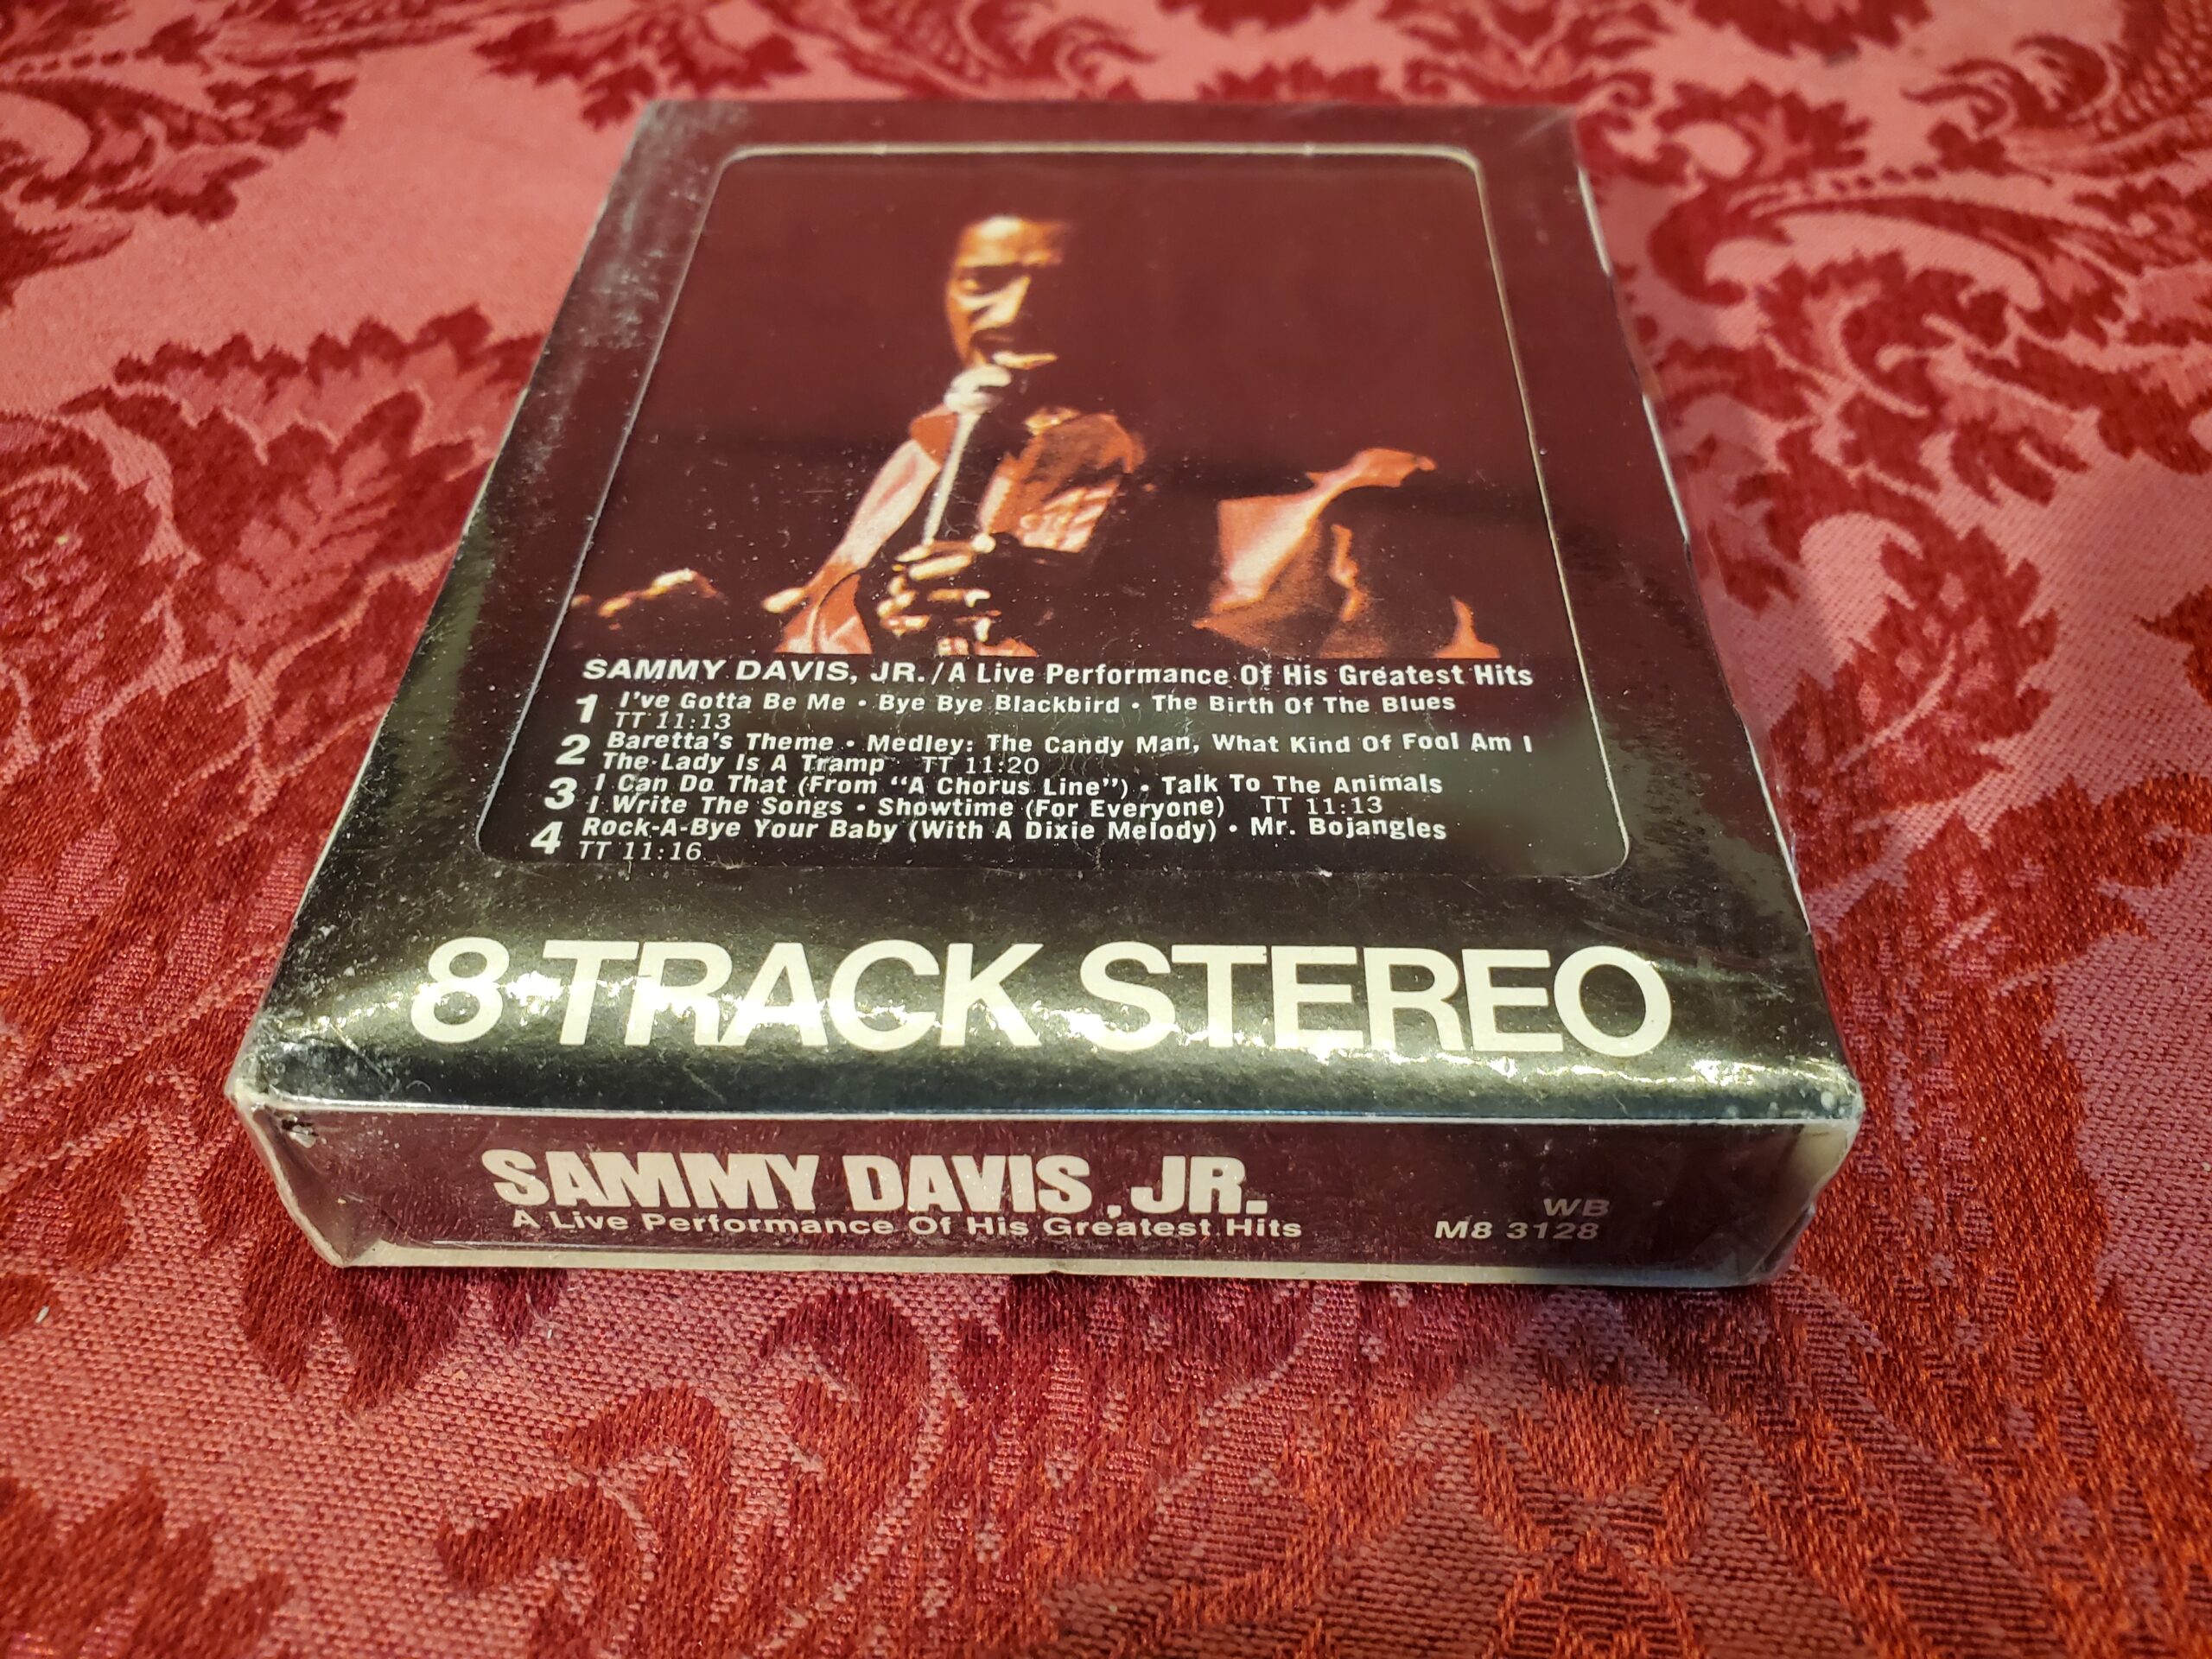 SAMMY DAVIS, JR./A Live Performance Of His Greatest Hits
1 I've Gotta Be Me • Bye Bye Blackbird • The Birth Of The Blues
TT 11:13
2 Baretta's Theme • Medley: The Candy Man, What Kind Of Fool Am I
The Lady Is A Tramp TT 11:20
3 I Can Do That (From "A Chorus Line") • Talk To The Animals
I Write The Songs • Showtime (For Everyone) TT 11:13
4 Rock-A-Bye Your Baby (With A Dixie Melody) • Mr. Bojangles
TT 11:16
8-TRACK STEREO
SAMMY DAVIS, JR.
A Live Performance Of His Greatest Hits
WB
M8 3128